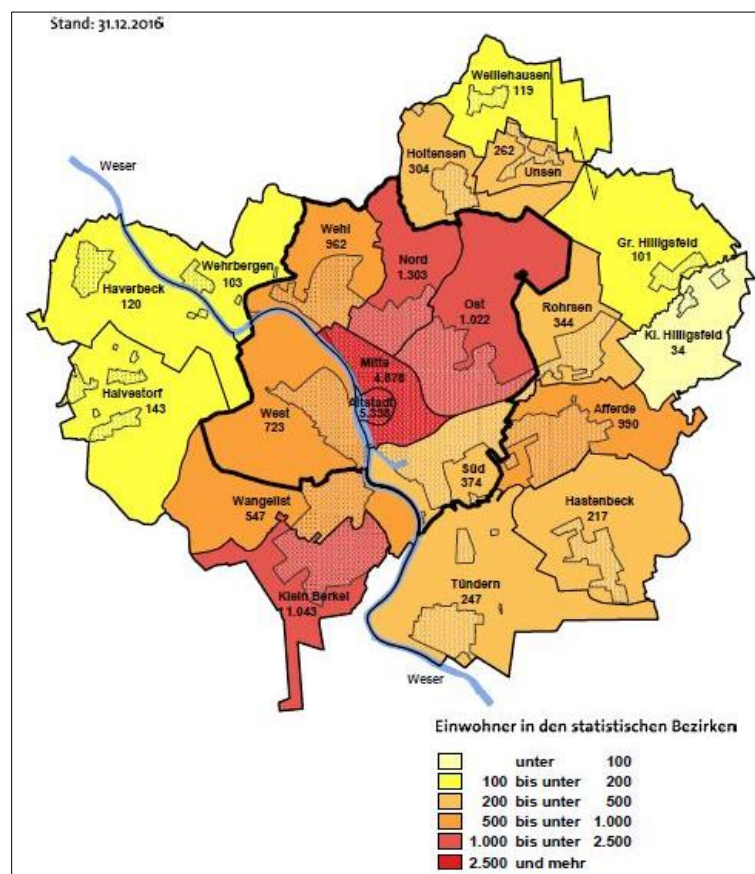 Stand: 31.12.2016
Welliehausen
119
Weser
Holtensen
304
262
Unsen
Wehl
962
Nord
1.303
Gr. Hilligsfeld
101
Wehrbergen
103
Haverbeck
120
Ost
1.022
Rohrsen
344
Kl. Hilligsfeld
34
Mitte
4.878
Halvestorf
143
Altstadt
5.338
West
723
Afferde
990
Süd
374
Wangelist
547
Hastenbeck
217
Tündern
247
Klein Berkel
1.043
Weser
Einwohner in den statistischen Bezirken
unter 100
100 bis unter 200
200 bis unter 500
500 bis unter 1.000
1.000 bis unter 2.500
2.500 und mehr